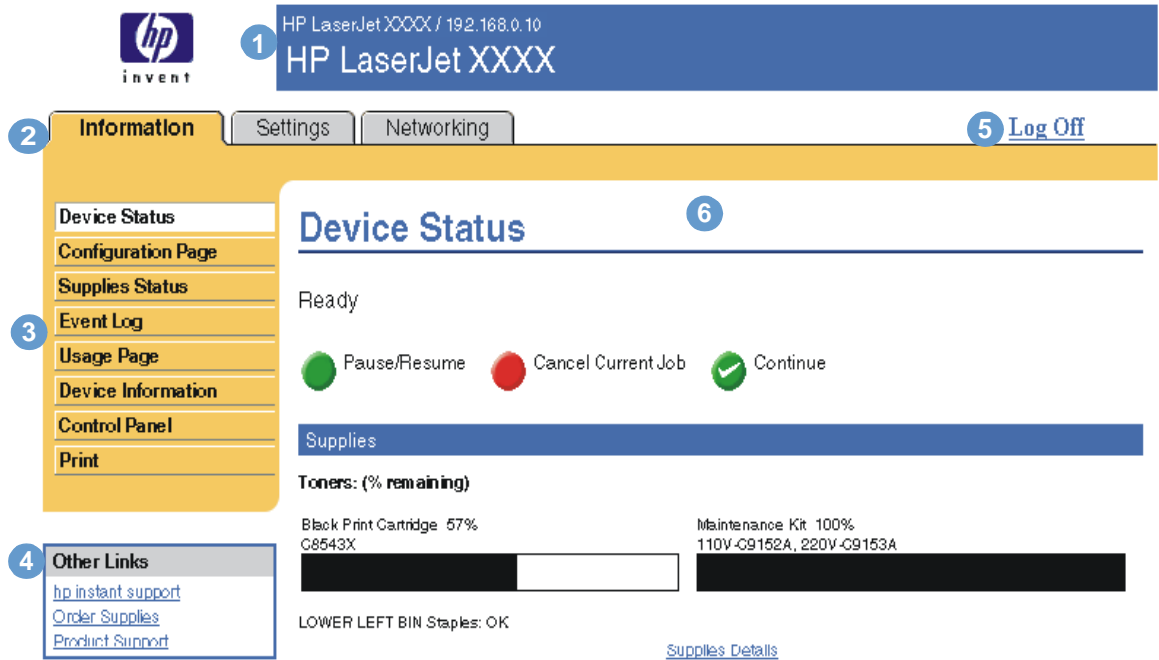 HP LaserJet XXXX / 192.168.0.10
hp
1
HP LaserJet XXXX
invent
2
Information
Settings
Networking
5
Log Off
Device Status
6
Device Status
Configuration Page
Supplies Status
Ready
Event Log
3
Usage Page
Pause/Resume
Cancel Current Job
Continue
Device Information
Control Panel
Supplies
Print
Toners: (% remaining)
Black Print Cartridge 57%
Maintenance Kit 100%
C8543X
110V-C9152A, 220V-C9153A
4
Other Links
hp instant support
Order Supplies
Product Support
LOWER LEFT BIN Staples: OK
Supplies Details